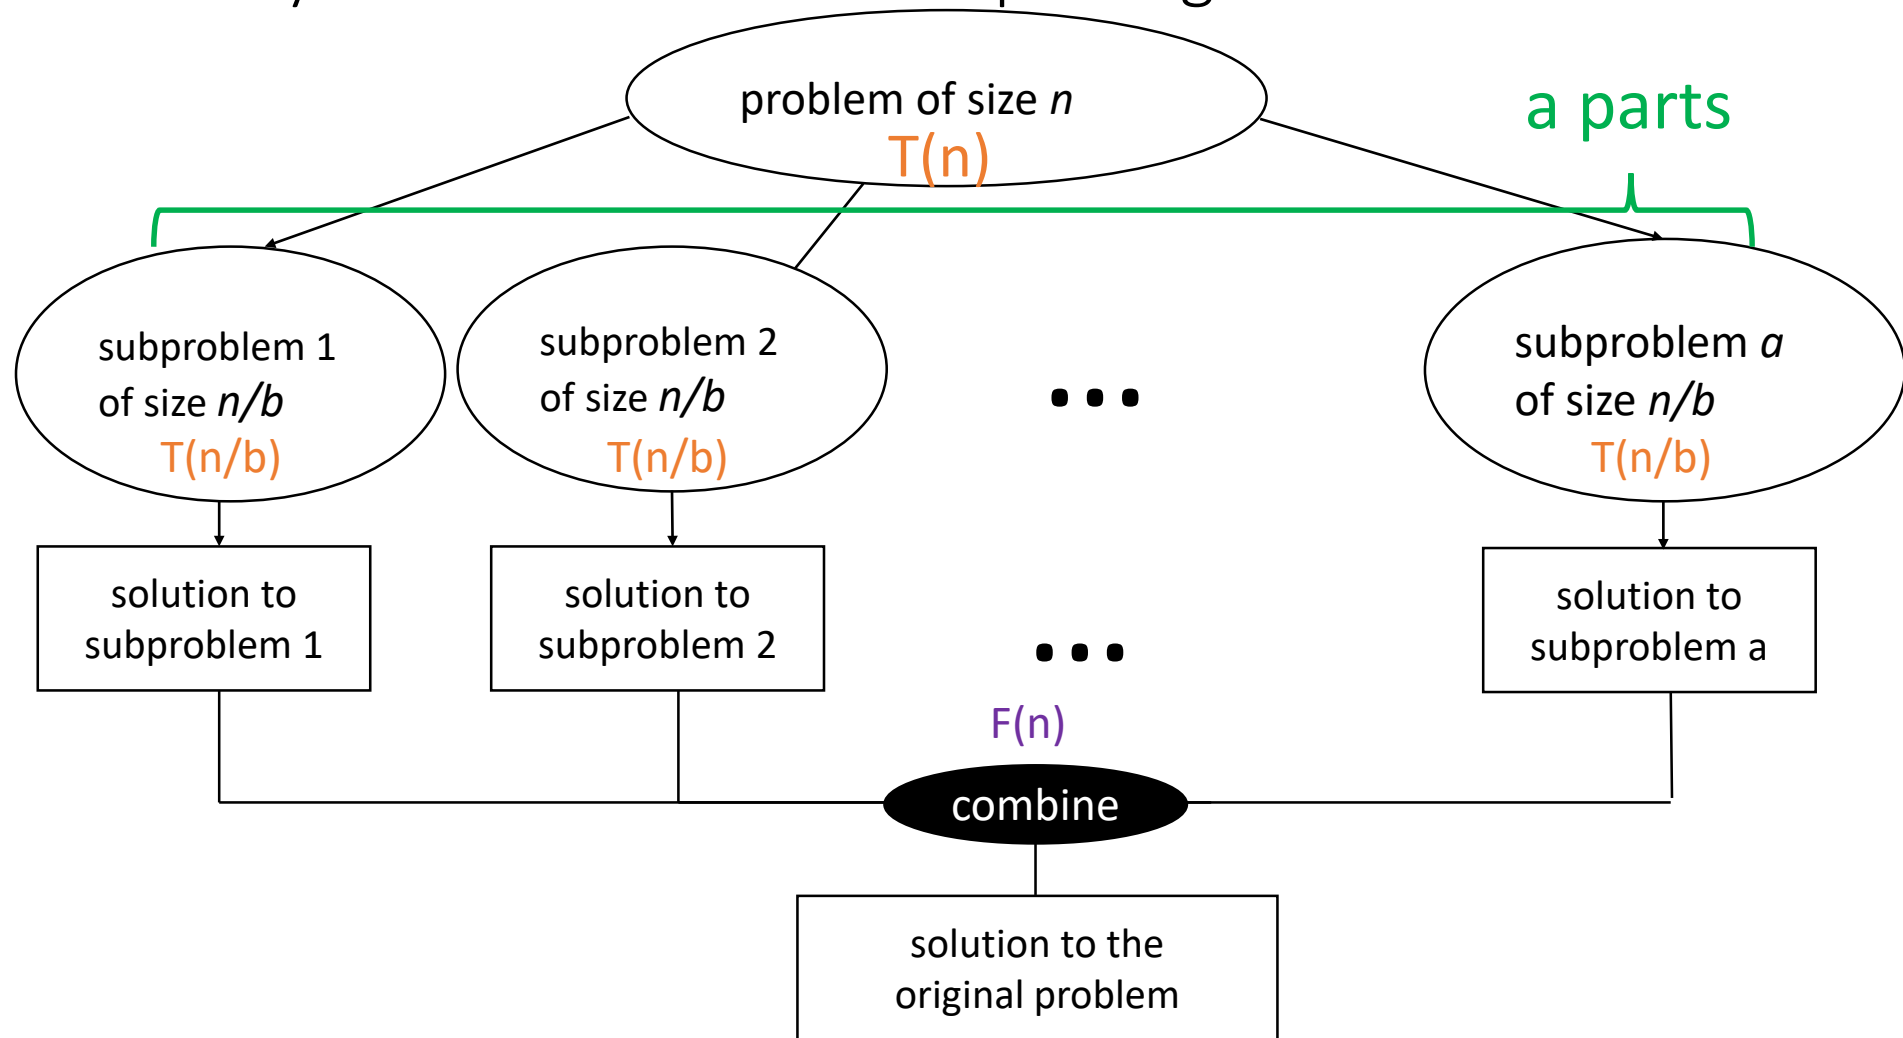 problem of size n
T(n)
a parts
subproblem 1
of size n/b
T(n/b)
subproblem 2
of size n/b
T(n/b)
...
subproblem a
of size n/b
T(n/b)
solution to
subproblem 1
solution to
subproblem 2
...
solution to
subproblem a
F(n)
combine
solution to the
original problem